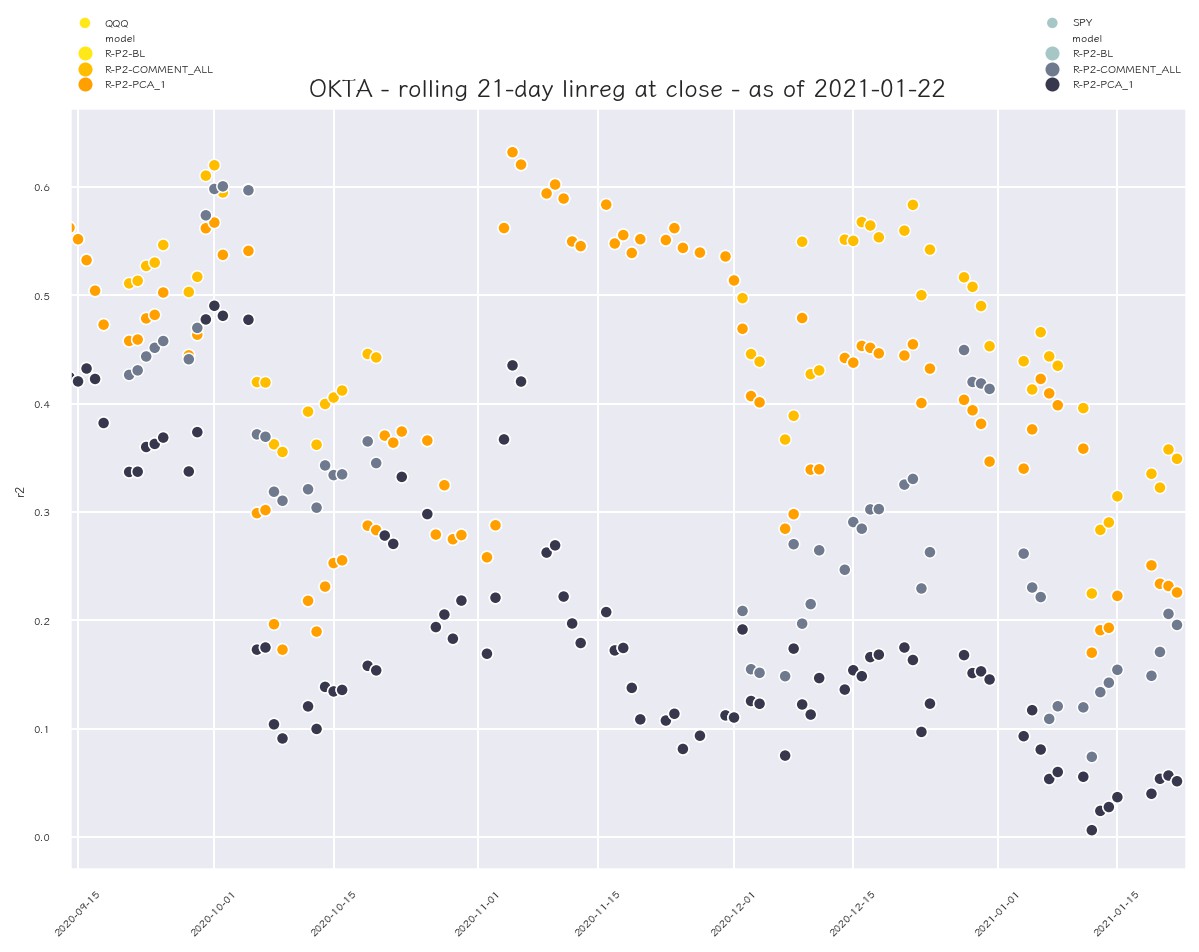 QQQ
model
R-P2-BL
R-P2-COMMENT_ALL
R-P2-PCA_1
SPY
model
R-P2-BL
R-P2-COMMENT_ALL
R-P2-PCA_1
OKTA - rolling 21-day linreg at close - as of 2021-01-22
r2
0.6
0.5
0.4
0.3
0.2
0.1
0.0
2020-09-15
2020-10-01
2020-10-15
2020-11-01
2020-11-15
2020-12-01
2020-12-15
2021-01-01
2021-01-15